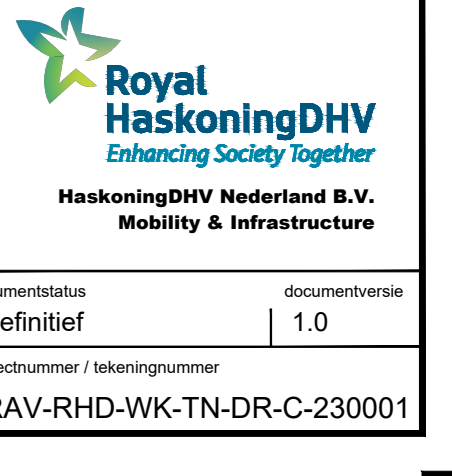 Royal
HaskoningDHV
Enhancing Society Together
HaskoningDHV Nederland B.V.
Mobility & Infrastructure
umentstatus documentversie
efinitief 1.0
ectnummer / tekeningnummer
RAV-RHD-WK-TN-DR-C-230001